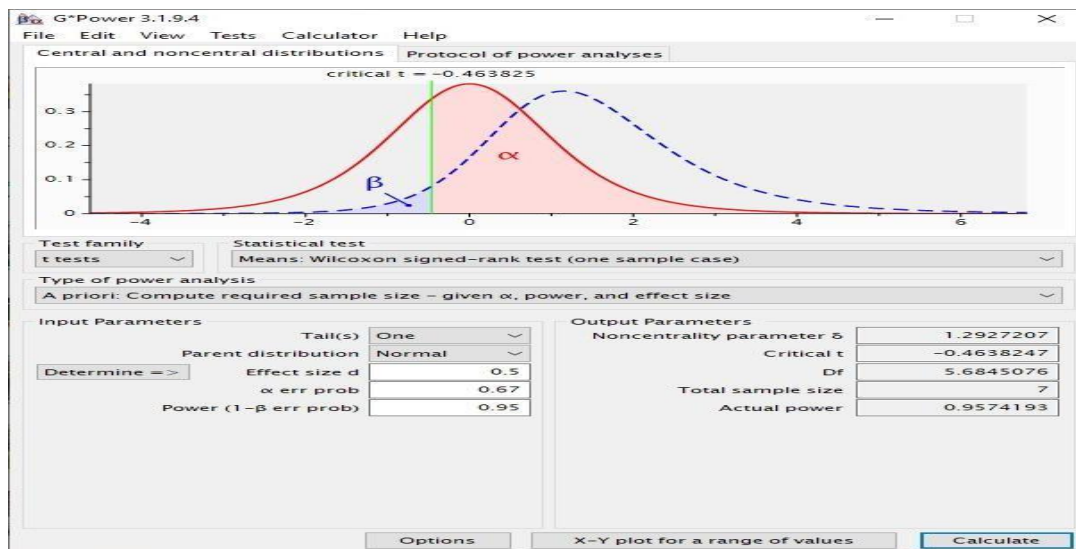 βα G*Power 3.1.9.4
File Edit View Tests Calculator Help
Central and noncentral distributions Protocol of power analyses
critical t = -0.463825
0.3
0.2
0.1
0
α
β
-4 -2 0 2 4 6
Test family Statistical test
t tests Means: Wilcoxon signed-rank test (one sample case)
Type of power analysis
A priori: Compute required sample size - given α, power, and effect size
Input Parameters Output Parameters
Tail(s) One Noncentrality parameter δ 1.2927207
Parent distribution Normal Critical t -0.4638247
Determine => Effect size d 0.5 Df 5.6845076
α err prob 0.67 Total sample size 7
Power (1-β err prob) 0.95 Actual power 0.9574193
Options X-Y plot for a range of values Calculate